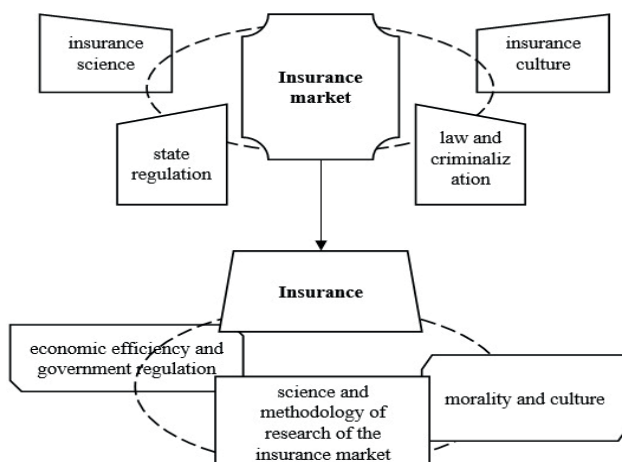 insurance
science
Insurance
market
insurance
culture
state
regulation
law and
criminaliz
ation
Insurance
economic efficiency and
government regulation
science and
methodology of
research of the
insurance market
morality and culture